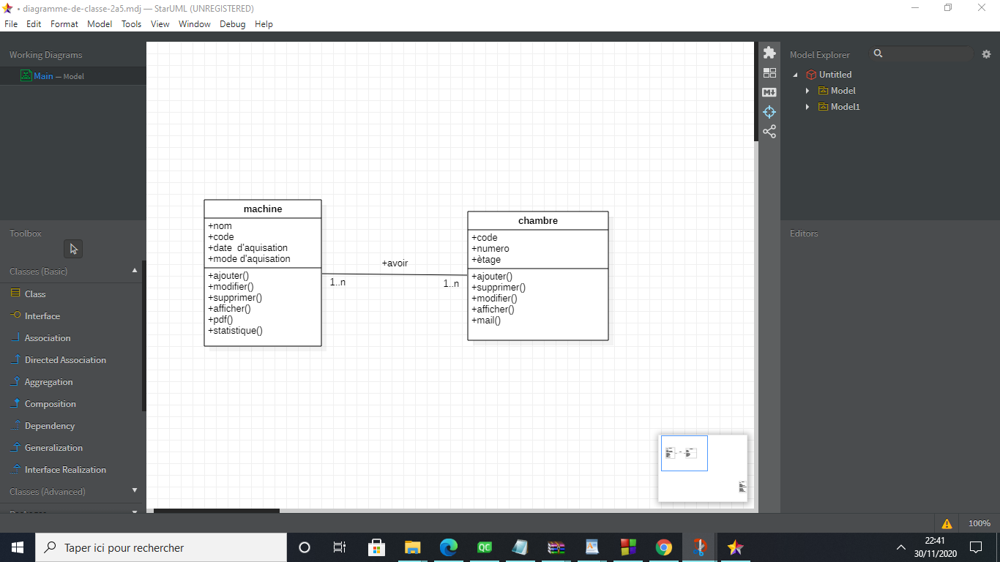 • diagramme-de-classe-2a5.mdj — StarUML (UNREGISTERED)
File Edit Format Model Tools View Window Debug Help
Working Diagrams
Main — Model
Toolbox
Classes (Basic)
Class
Interface
Association
Directed Association
Aggregation
Composition
Dependency
Generalization
Interface Realization
Classes (Advanced)
machine
+nom
+code
+date d'aquisation
+mode d'aquisation
+ajouter()
+modifier()
+supprimer()
+afficher()
+pdf()
+statistique()
+avoir
1..n
1..n
chambre
+code
+numero
+ètage
+ajouter()
+supprimer()
+modifier()
+afficher()
+mail()
Model Explorer
Untitled
Model
Model1
Editors
100%
Taper ici pour rechercher
QC
22:41
30/11/2020